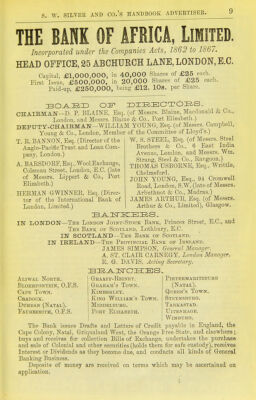 S. W. SILVER AND CO.'S HANDBOOK ADVERTISER. 9
THE BANK OF AFRICA, LIMITED.
Incorporated under the Companies Acts, 1862 to 1867.
HEAD OFFICE, 25 ABCHURCH LANE, LONDON, E.C.
Capital, £1,000,000, in 40,000 Shares of £25 each.
First Issue, £500,000, in 20,000 Shares of £25 each.
Paid-up, £250,000, being £12. 10s. per Share.
BOARD OF DIRECTORS.
CHAIRMAN—D. P. BLAINE, Esq. (of Messrs. Blaine, Macdonald & Co.,
London, and Messrs. Blaine & Co., Port Elizabeth.)
DEPUTY-CHAIRMAN—WILLIAM YOUNG, Esq. (of Messrs. Campbell,
Young & Co., London, Member of the Committee of Lloyd's.)
T. R. BANNON, Esq. (Director of the
Anglo-Pacific Trust and Loan Company, London.)
A. BARSDORF, Esq., Wool Exchange,
Coleman Street, London, E.C. (late
of Messrs. Lippert & Co., Port
Elizabeth.)
HERMAN GWINNER, Esq. (Director
of the International Bank of
London, Limited.)
W. S. STEEL, Esq. (of Messrs. Steel
Brothers & Co., 6 East India
Avenue, London, and Messrs. Wm.
Strang, Steel & Co., Rangoon.)
THOMAS USBORNE, Esq., Writtle,
Chelmsford.
JOHN YOUNG, Esq., 94 Cromwell
Road, London, S.W. (late of Messrs.
Arbuthnot & Co., Madras.)
JAMES ARTHUR, Esq. (of Messrs.
Arthur & Co., Limited), Glasgow.
BANKERS.
IN LONDON—THE LONDON JOINT-STOCK BANK, Princes Street, E.C., and
THE BANK OF SCOTLAND, Lothbury, E.C.
IN SCOTLAND—THE BANK OF SCOTLAND.
IN IRELAND—THE PROVINCIAL BANK OF IRELAND.
JAMES SIMPSON, General Manager.
A. ST. CLAIR CARNEGY, London Manager.
R. G. DAVIS, Acting Secretary.
BRANCHES.
ALIWAL NORTH.
BLOEMFONTEIN, O.F.S.
CAPE TOWN.
CRADOCK.
DURBAN (NATAL).
FAURESMITH, O.F.S.
GRAAFF-REINET.
GRAHAM'S TOWN.
KIMBERLEY.
KING WILLIAM'S TOWN.
MIDDELBURG.
PORT ELIZABETH.
PIETERMARITZBURG
(NATAL).
QUEEN'S TOWN.
STEYNSBURG.
TARKASTAD.
UITENHAGE.
WINBURG.
The Bank issues Drafts and Letters of Credit payable in England, the
Cape Colony, Natal, Griqualand West, the Orange Free State, and elsewhere;
buys and receives for collection Bills of Exchange, undertakes the purchase
and sale of Colonial and other Securities (holds them for safe custody), receives
Interest or Dividends as they become due, and conducts all kinds of General
Banking Business.
Deposits of money are received on terms which may be ascertained on
application.